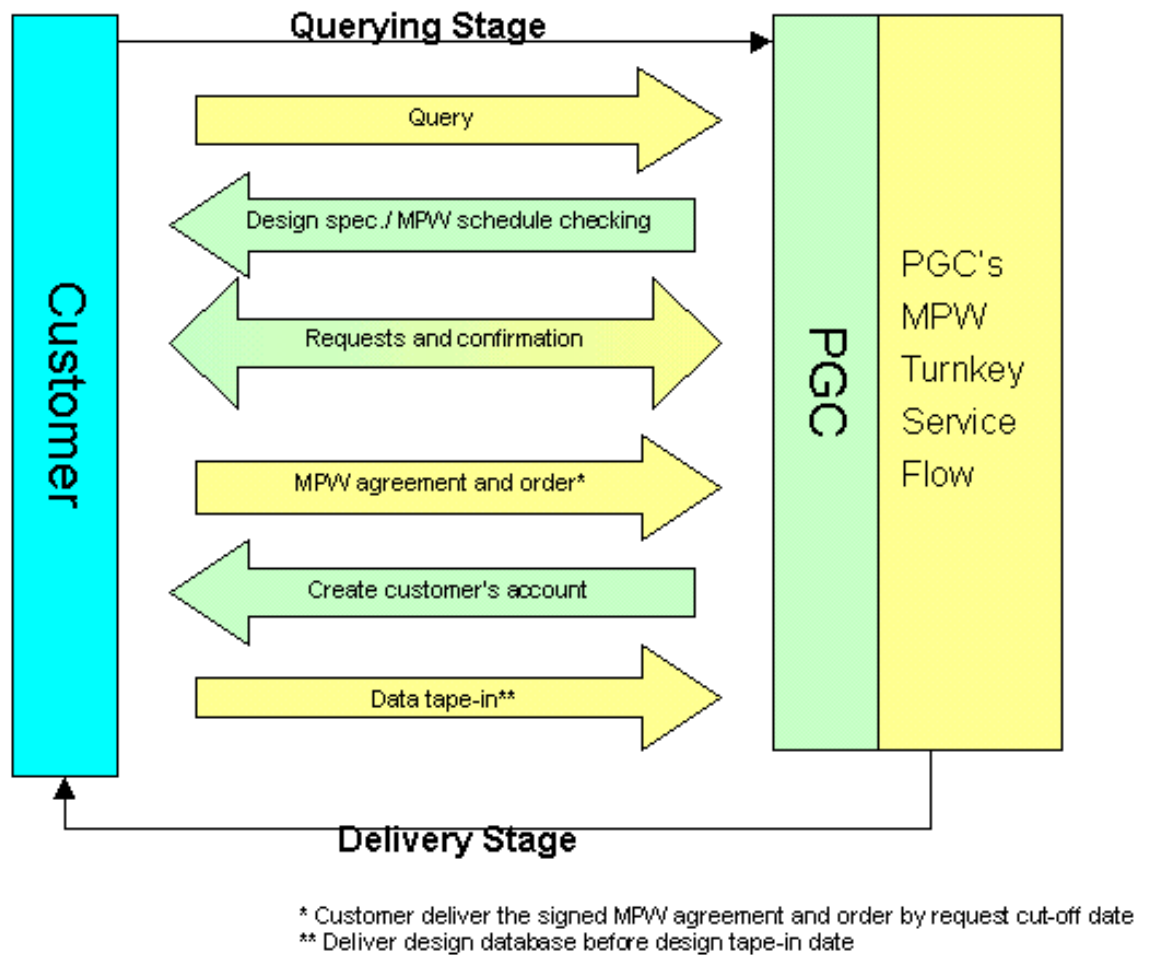 Querying Stage
Query
Design spec./ MPW schedule checking
Requests and confirmation
MPW agreement and order*
Create customer's account
Data tape-in**
Customer
PGC
PGC's
MPW
Turnkey
Service
Flow
Delivery Stage
* Customer deliver the signed MPW agreement and order by request cut-off date
** Deliver design database before design tape-in date